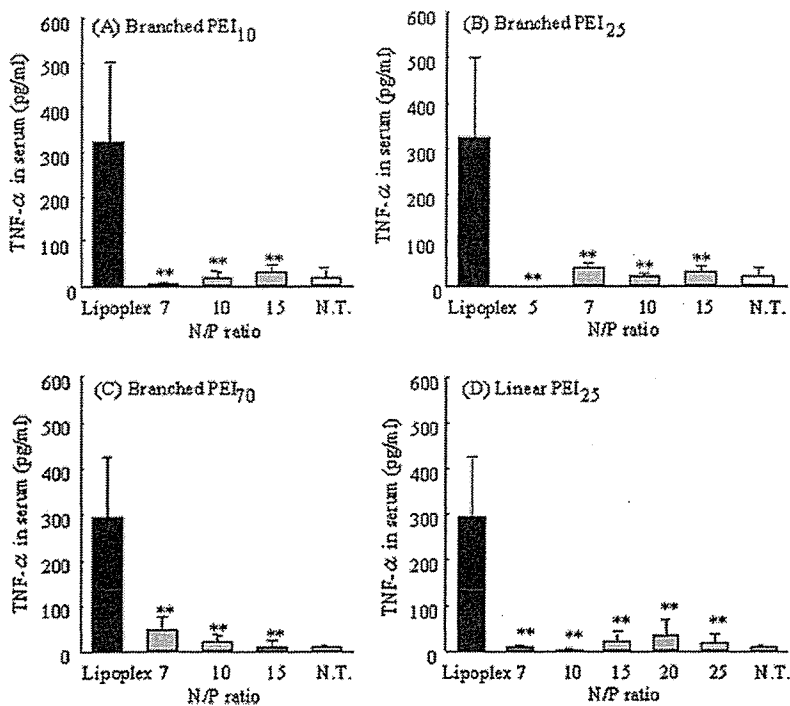 (A) Branched PEI10
TNF-α in serum (pg/ml)
600
500
400
300
200
100
0
**
**
**
Lipoplex 7 10 15 N.T.
N/P ratio
(B) Branched PEI25
TNF-α in serum (pg/ml)
600
500
400
300
200
100
0
**
**
**
**
Lipoplex 5 7 10 15 N.T.
N/P ratio
(C) Branched PEI70
TNF-α in serum (pg/ml)
600
500
400
300
200
100
0
**
**
**
Lipoplex 7 10 15 N.T.
N/P ratio
(D) Linear PEI25
TNF-α in serum (pg/ml)
600
500
400
300
200
100
0
**
**
**
**
**
Lipoplex 7 10 15 20 25 N.T.
N/P ratio